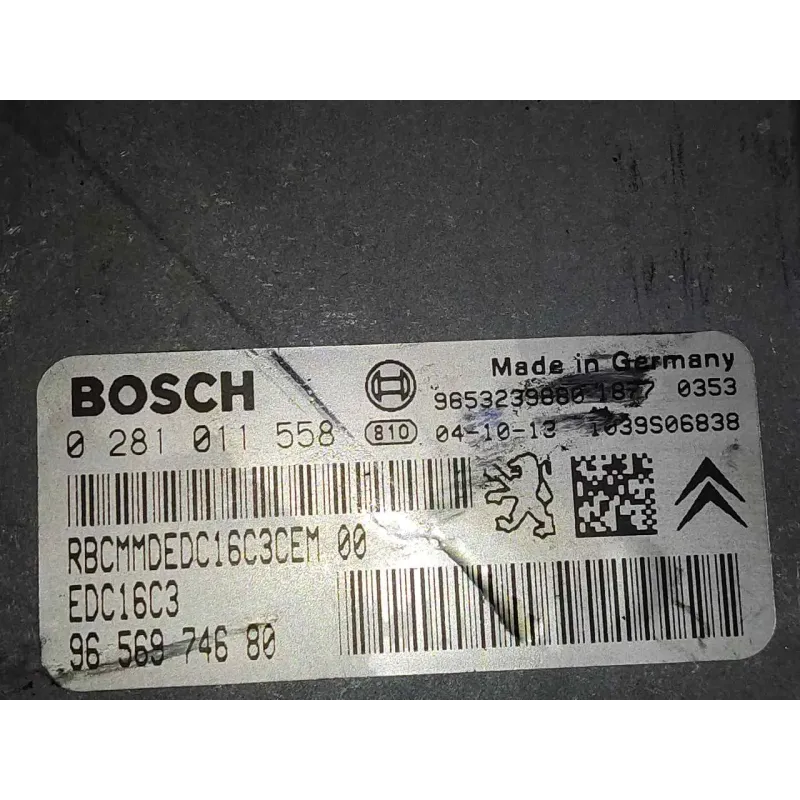 Made in Germany
BOSCH
9653239880 1877 0353
0 281 011 558 810 04-10-13 1039S06838
RBCMMDEDC16C3CEM 00
EDC16C3
96 569 746 80